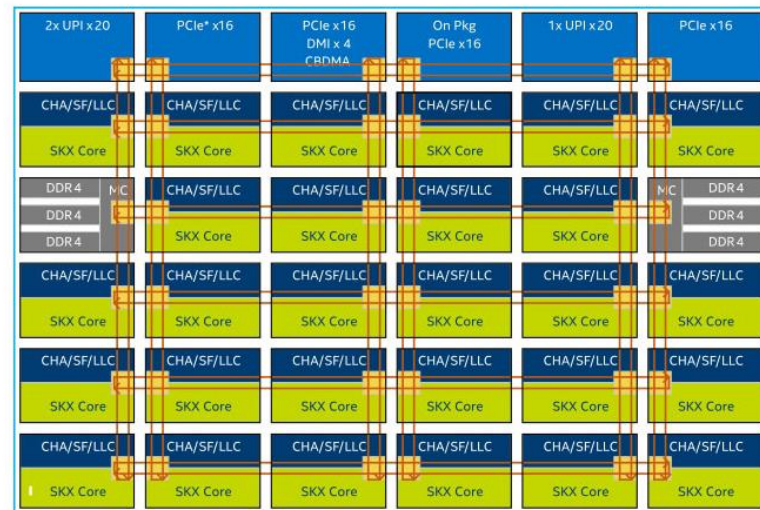 2x UPI x20 PCIe* x16 PCIe x16 On Pkg 1x UPI x20 PCIe x16
DMI x 4 PCIe x16
CBDMA
CHA/SF/LLC CHA/SF/LLC CHA/SF/LLC CHA/SF/LLC CHA/SF/LLC CHA/SF/LLC
SKX Core SKX Core SKX Core SKX Core SKX Core SKX Core
DDR4 MC CHA/SF/LLC CHA/SF/LLC CHA/SF/LLC CHA/SF/LLC MC DDR4
DDR4 DDR4
SKX Core SKX Core SKX Core SKX Core
DDR4 DDR4
CHA/SF/LLC CHA/SF/LLC CHA/SF/LLC CHA/SF/LLC CHA/SF/LLC CHA/SF/LLC
SKX Core SKX Core SKX Core SKX Core SKX Core SKX Core
CHA/SF/LLC CHA/SF/LLC CHA/SF/LLC CHA/SF/LLC CHA/SF/LLC CHA/SF/LLC
SKX Core SKX Core SKX Core SKX Core SKX Core SKX Core
CHA/SF/LLC CHA/SF/LLC CHA/SF/LLC CHA/SF/LLC CHA/SF/LLC CHA/SF/LLC
SKX Core SKX Core SKX Core SKX Core SKX Core SKX Core